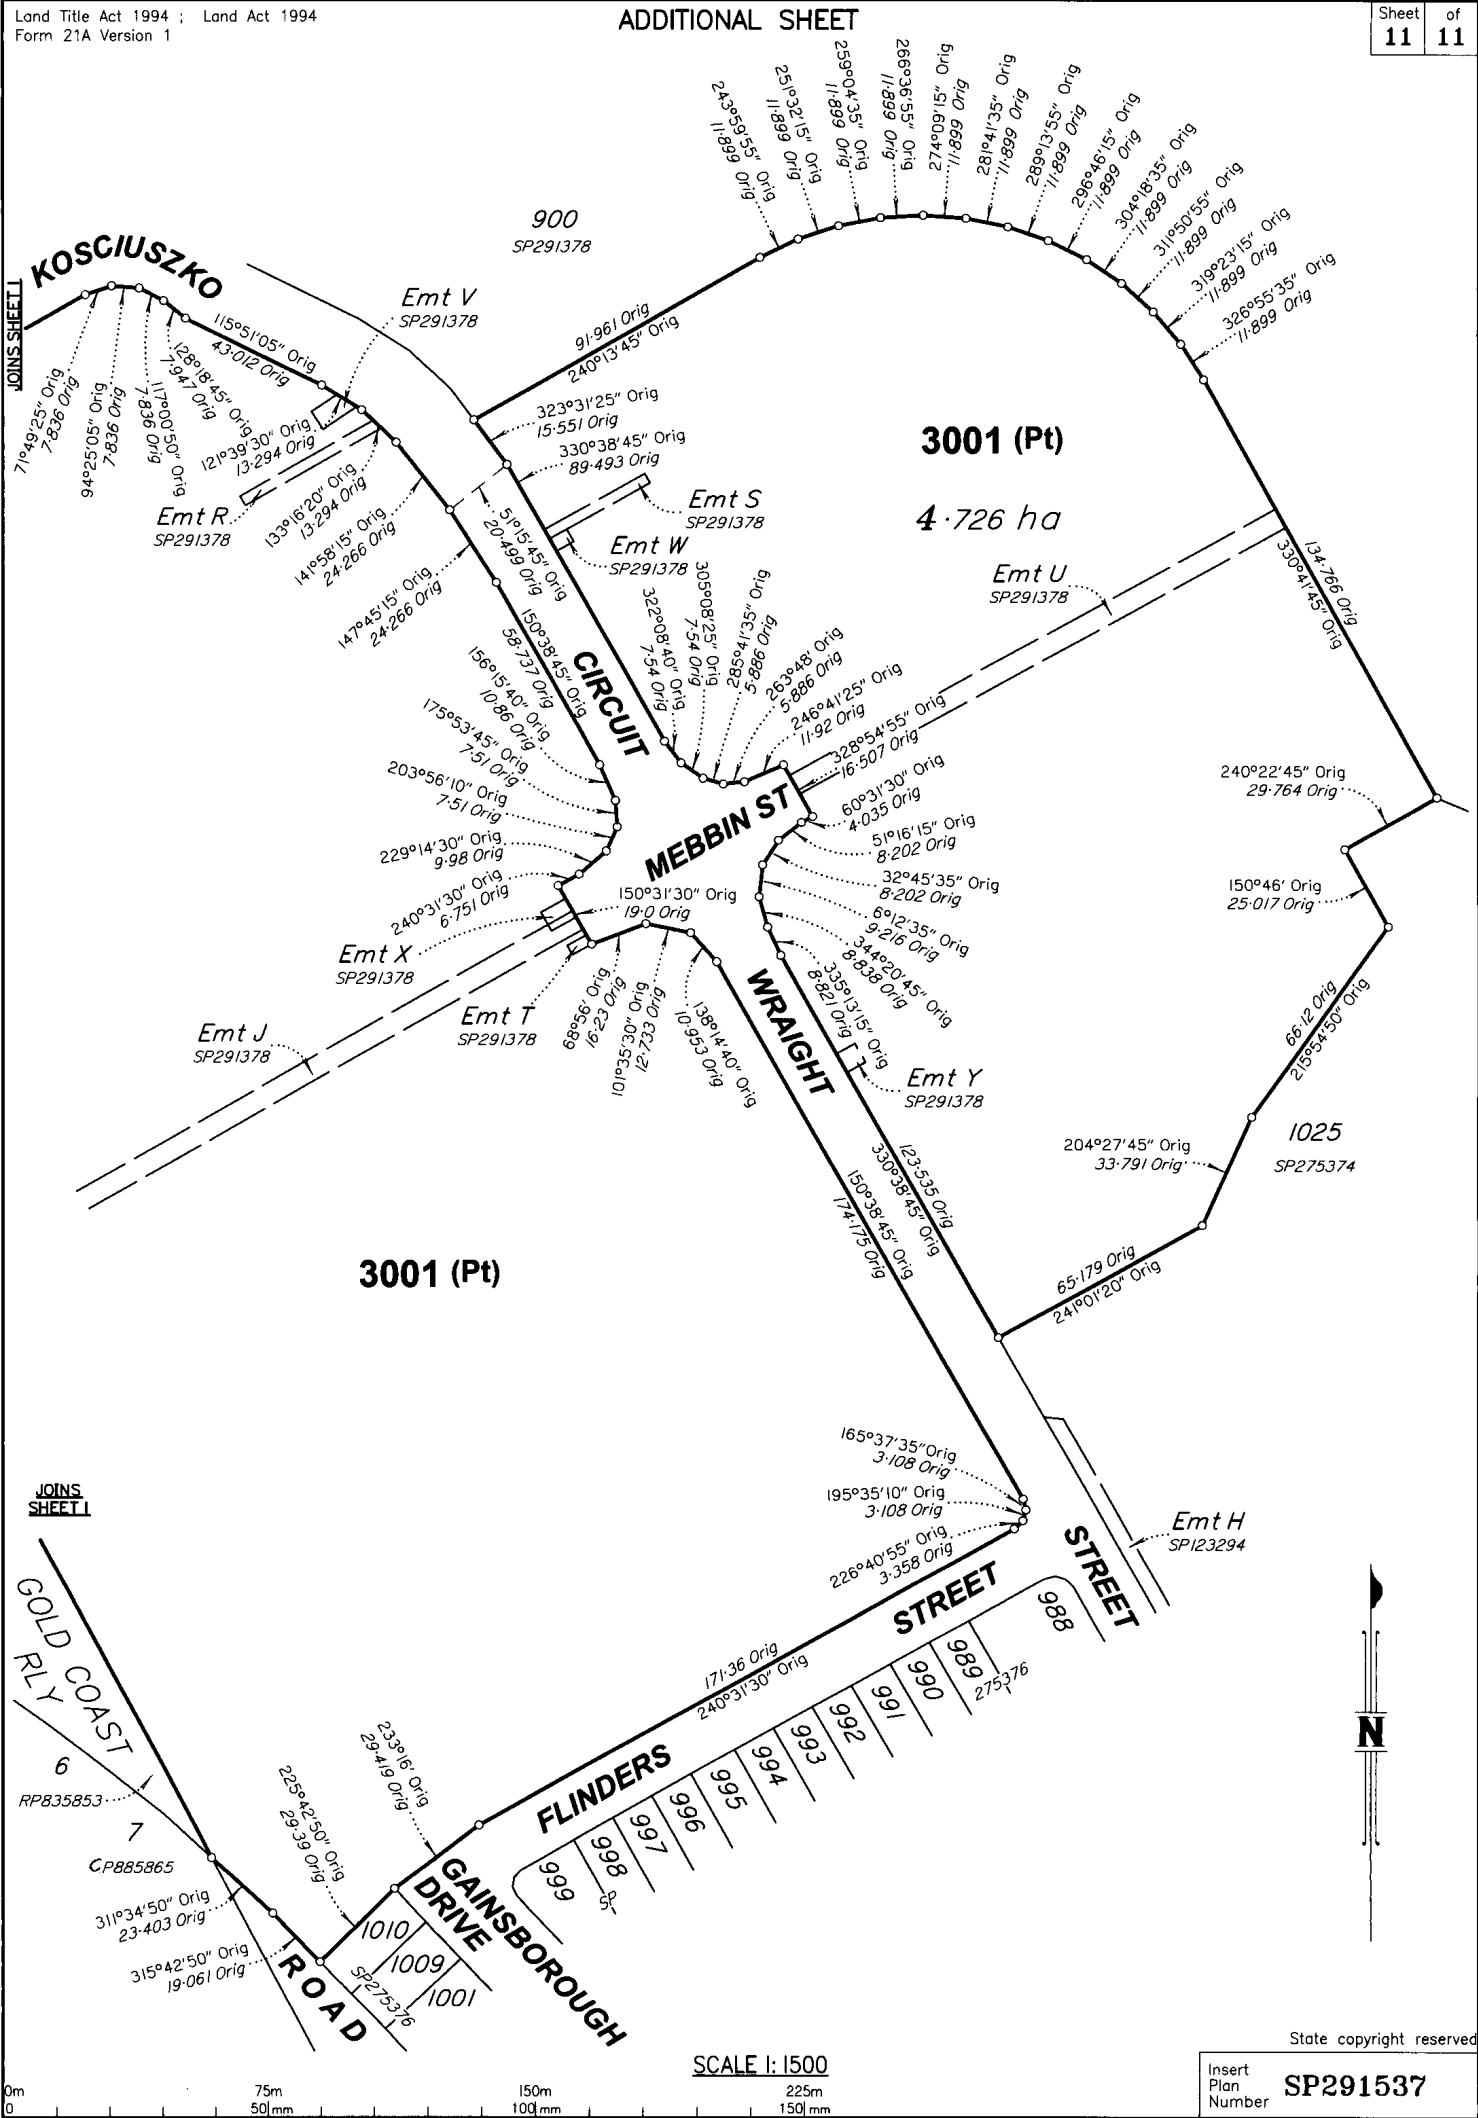 Land Title Act 1994 ; Land Act 1994
Form 21A Version 1
ADDITIONAL SHEET
Sheet of
11 11
243°59'55" Orig
11·899 Orig
251°32'15" Orig
11·899 Orig
259°04'35" Orig
11·899 Orig
266°36'55" Orig
11·899 Orig
274°09'15" Orig
11·899 Orig
281°41'35" Orig
11·899 Orig
289°13'55" Orig
11·899 Orig
296°46'15" Orig
11·899 Orig
304°18'35" Orig
11·899 Orig
311°50'55" Orig
11·899 Orig
319°23'15" Orig
11·899 Orig
326°55'35" Orig
11·899 Orig
900
SP291378
KOSCIUSZKO
JOINS SHEET 1
Emt V
SP291378
91·961 Orig
240°13'45" Orig
115°51'05" Orig
43·012 Orig
128°18'45" Orig
7·947 Orig
117°00'50" Orig
7·836 Orig
94°25'05" Orig
7·836 Orig
71°49'25" Orig
7·836 Orig
121°39'30" Orig
13·294 Orig
133°16'20" Orig
13·294 Orig
141°58'15" Orig
24·266 Orig
147°45'15" Orig
24·266 Orig
Emt R
SP291378
323°31'25" Orig
15·551 Orig
330°38'45" Orig
89·493 Orig
3001 (Pt)
4·726 ha
Emt S
SP291378
51°15'45" Orig
20·499 Orig
Emt W
SP291378
Emt U
SP291378
134·766 Orig
330°41'45" Orig
150°38'45" Orig
58·737 Orig
CIRCUIT
322°08'40" Orig
7·54 Orig
305°08'25" Orig
7·54 Orig
285°41'35" Orig
5·886 Orig
263°48' Orig
5·886 Orig
246°41'25" Orig
11·92 Orig
328°54'55" Orig
16·507 Orig
156°15'40" Orig
10·86 Orig
175°53'45" Orig
7·51 Orig
203°56'10" Orig
7·51 Orig
229°14'30" Orig
9·98 Orig
240°31'30" Orig
6·751 Orig
MEBBIN ST
60°31'30" Orig
4·035 Orig
51°16'15" Orig
8·202 Orig
32°45'35" Orig
8·202 Orig
6°12'35" Orig
9·216 Orig
344°20'45" Orig
8·838 Orig
335°13'15" Orig
8·821 Orig
240°22'45" Orig
29·764 Orig
150°46' Orig
25·017 Orig
150°31'30" Orig
19·0 Orig
Emt X
SP291378
Emt T
SP291378
Emt J
SP291378
68°56' Orig
16·23 Orig
101°35'30" Orig
12·733 Orig
138°14'40" Orig
10·953 Orig
WRAIGHT
Emt Y
SP291378
66·12 Orig
215°54'50" Orig
1025
SP275374
204°27'45" Orig
33·791 Orig
123·535 Orig
330°38'45" Orig
150°38'45" Orig
174·175 Orig
65·179 Orig
241°01'20" Orig
3001 (Pt)
165°37'35" Orig
3·108 Orig
195°35'10" Orig
3·108 Orig
226°40'55" Orig
3·358 Orig
JOINS
SHEET 1
Emt H
SP123294
STREET
STREET
GOLD COAST
RLY
6
RP835853
7
CP885865
171·36 Orig
240°31'30" Orig
FLINDERS
988
989
275376
990
991
992
993
994
995
996
997
998
SP
999
233°16' Orig
29·419 Orig
225°42'50" Orig
29·39 Orig
311°34'50" Orig
23·403 Orig
315°42'50" Orig
19·061 Orig
GAINSBOROUGH
DRIVE
1010
1009
1001
SP275376
ROAD
N
SCALE 1:1500
0m 75m 150m 225m
0 50mm 100mm 150mm
State copyright reserved
Insert
Plan
Number
SP291537